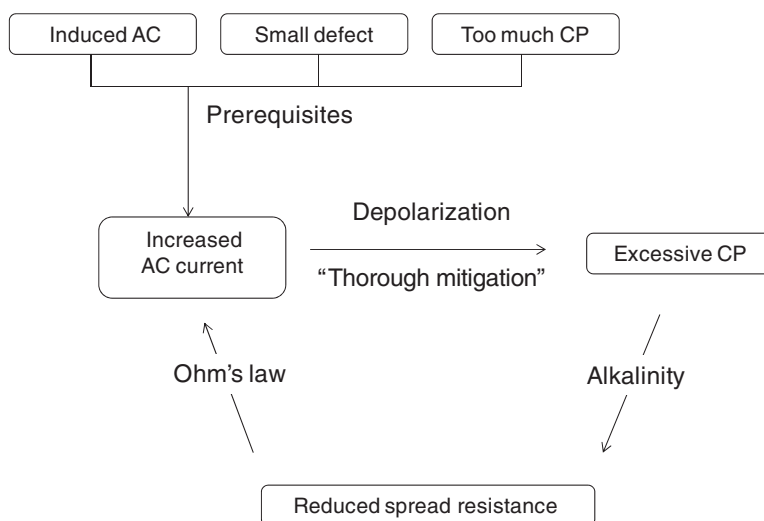 Induced AC
Small defect
Too much CP
Prerequisites
Increased
AC current
Depolarization
“Thorough mitigation”
Excessive CP
Ohm’s law
Alkalinity
Reduced spread resistance